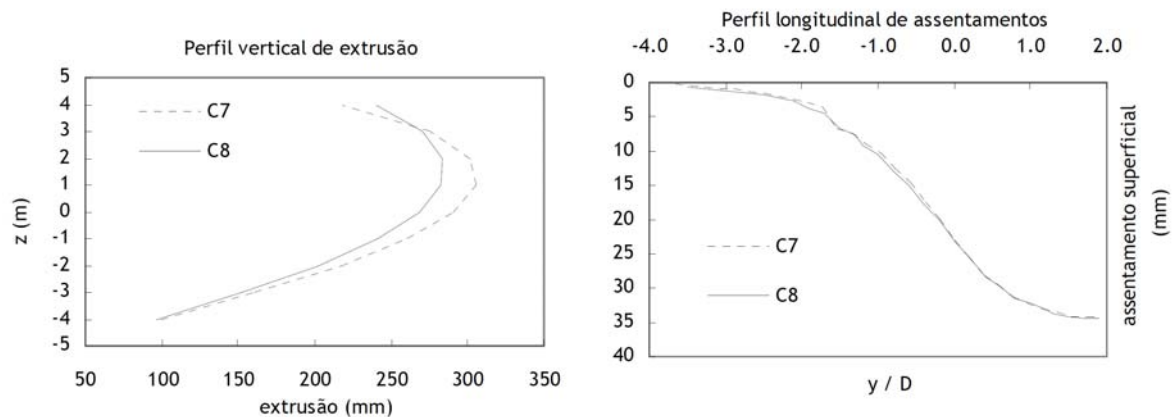 Perfil vertical de extrusão
5
4
3
2
1
0
-1
-2
-3
-4
-5
z (m)
C7
C8
50 100 150 200 250 300 350
extrusão (mm)
Perfil longitudinal de assentamentos
-4.0 -3.0 -2.0 -1.0 0.0 1.0 2.0
0
5
10
15
20
25
30
35
40
C7
C8
assentamento superficial
(mm)
y / D